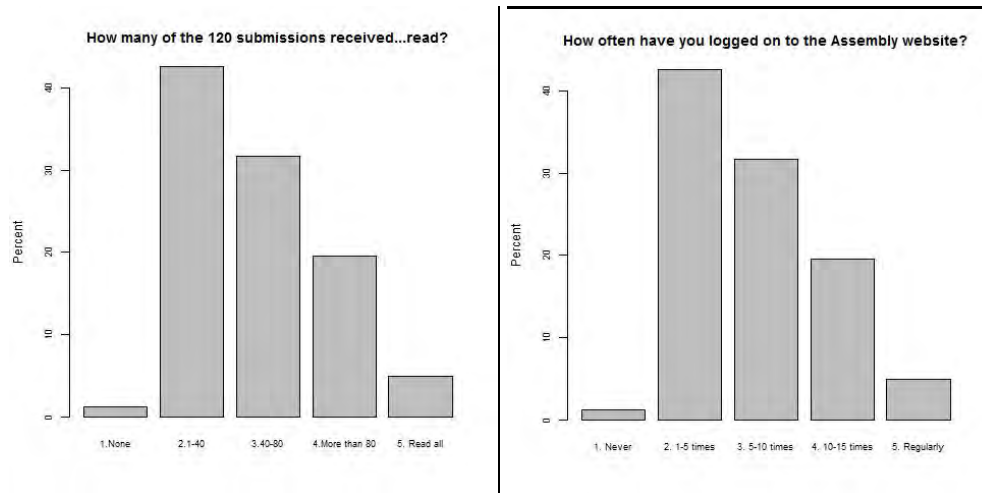 How many of the 120 submissions received...read?
Percent
40
30
20
10
0
1.None 2.1-40 3.40-80 4.More than 80 5. Read all
How often have you logged on to the Assembly website?
Percent
40
30
20
10
0
1. Never 2. 1-5 times 3. 5-10 times 4. 10-15 times 5. Regularly